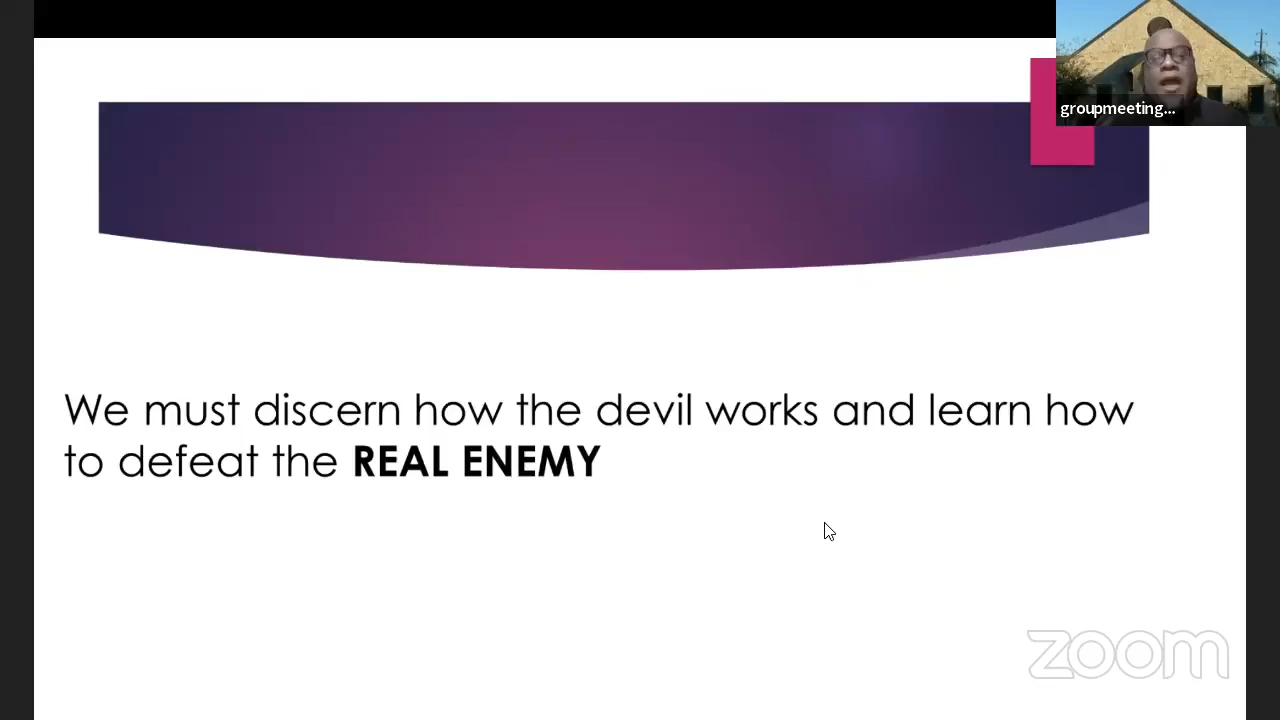 groupmeeting...
We must discern how the devil works and learn how
to defeat the REAL ENEMY
zoom